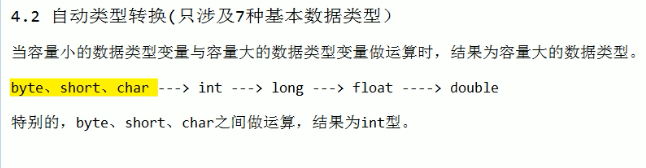 4.2 自动类型转换(只涉及7种基本数据类型）
当容量小的数据类型变量与容量大的数据类型变量做运算时，结果为容量大的数据类型。
byte、short、char ---> int ---> long ---> float ----> double
特别的，byte、short、char之间做运算，结果为int型。